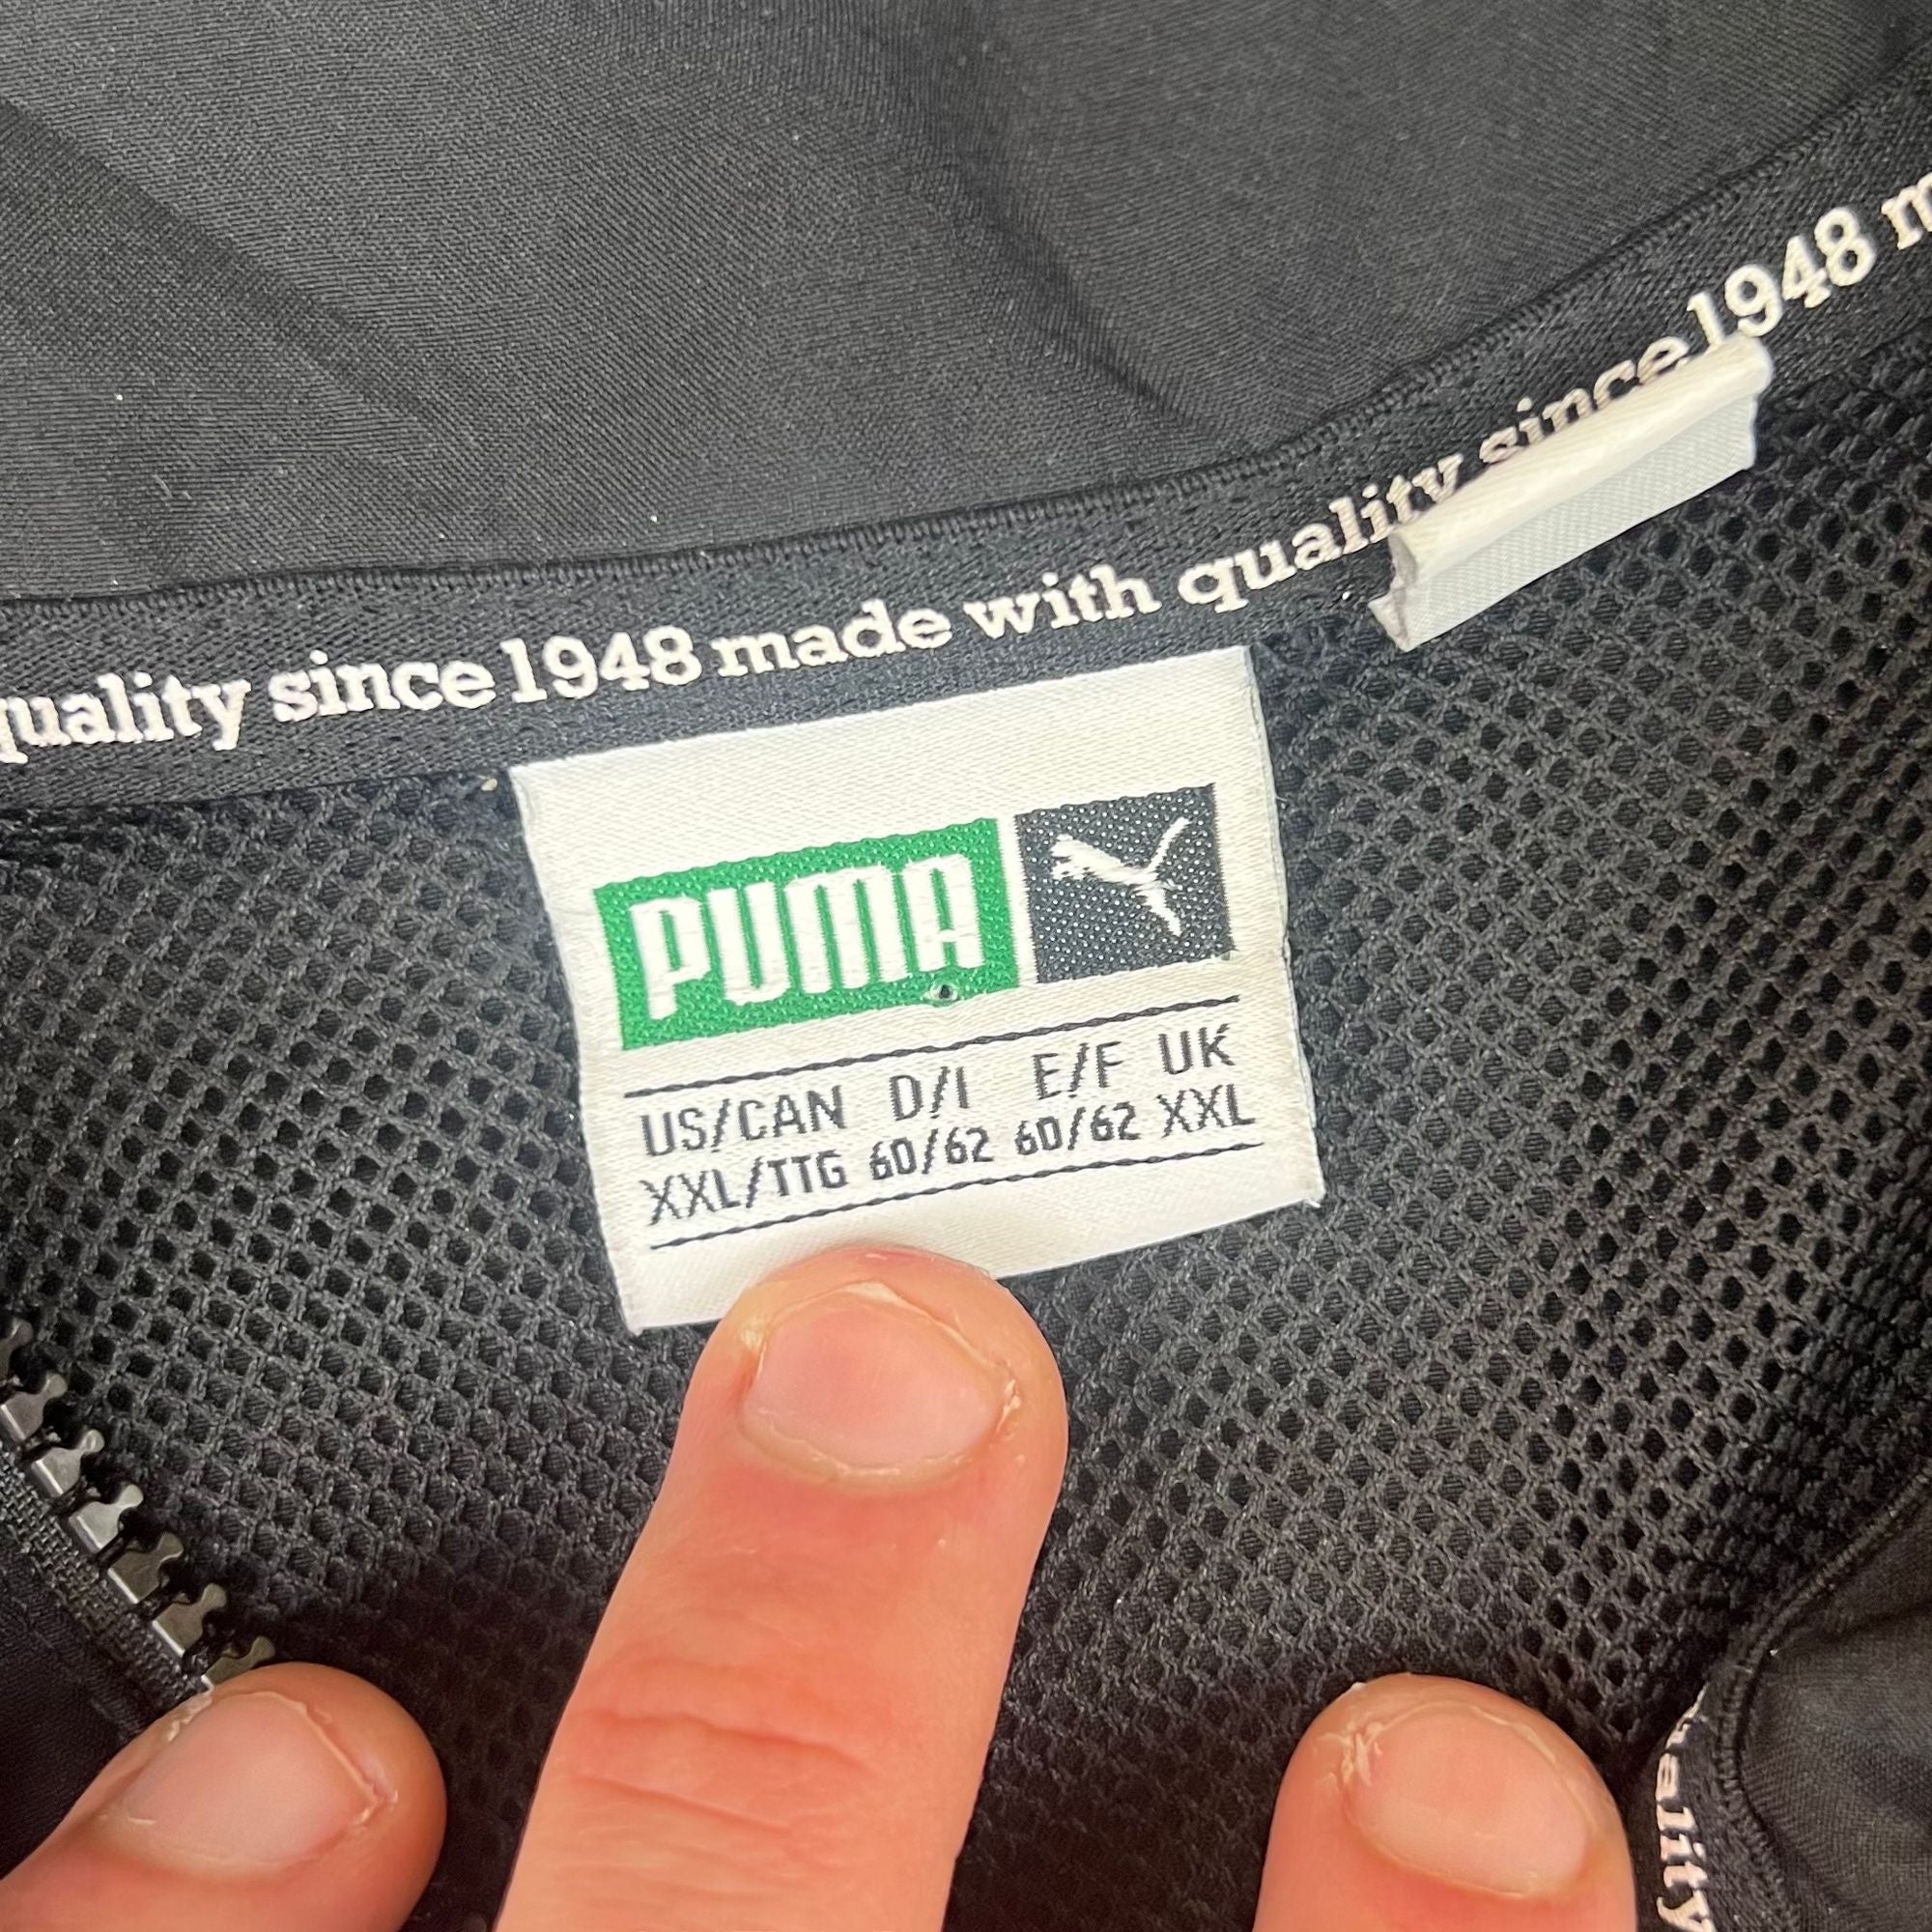 quality since 1948 made with quality since 1948 m
PUMA
US/CAN D/I E/F UK
XXL/TTG 60/62 60/62 XXL
quality